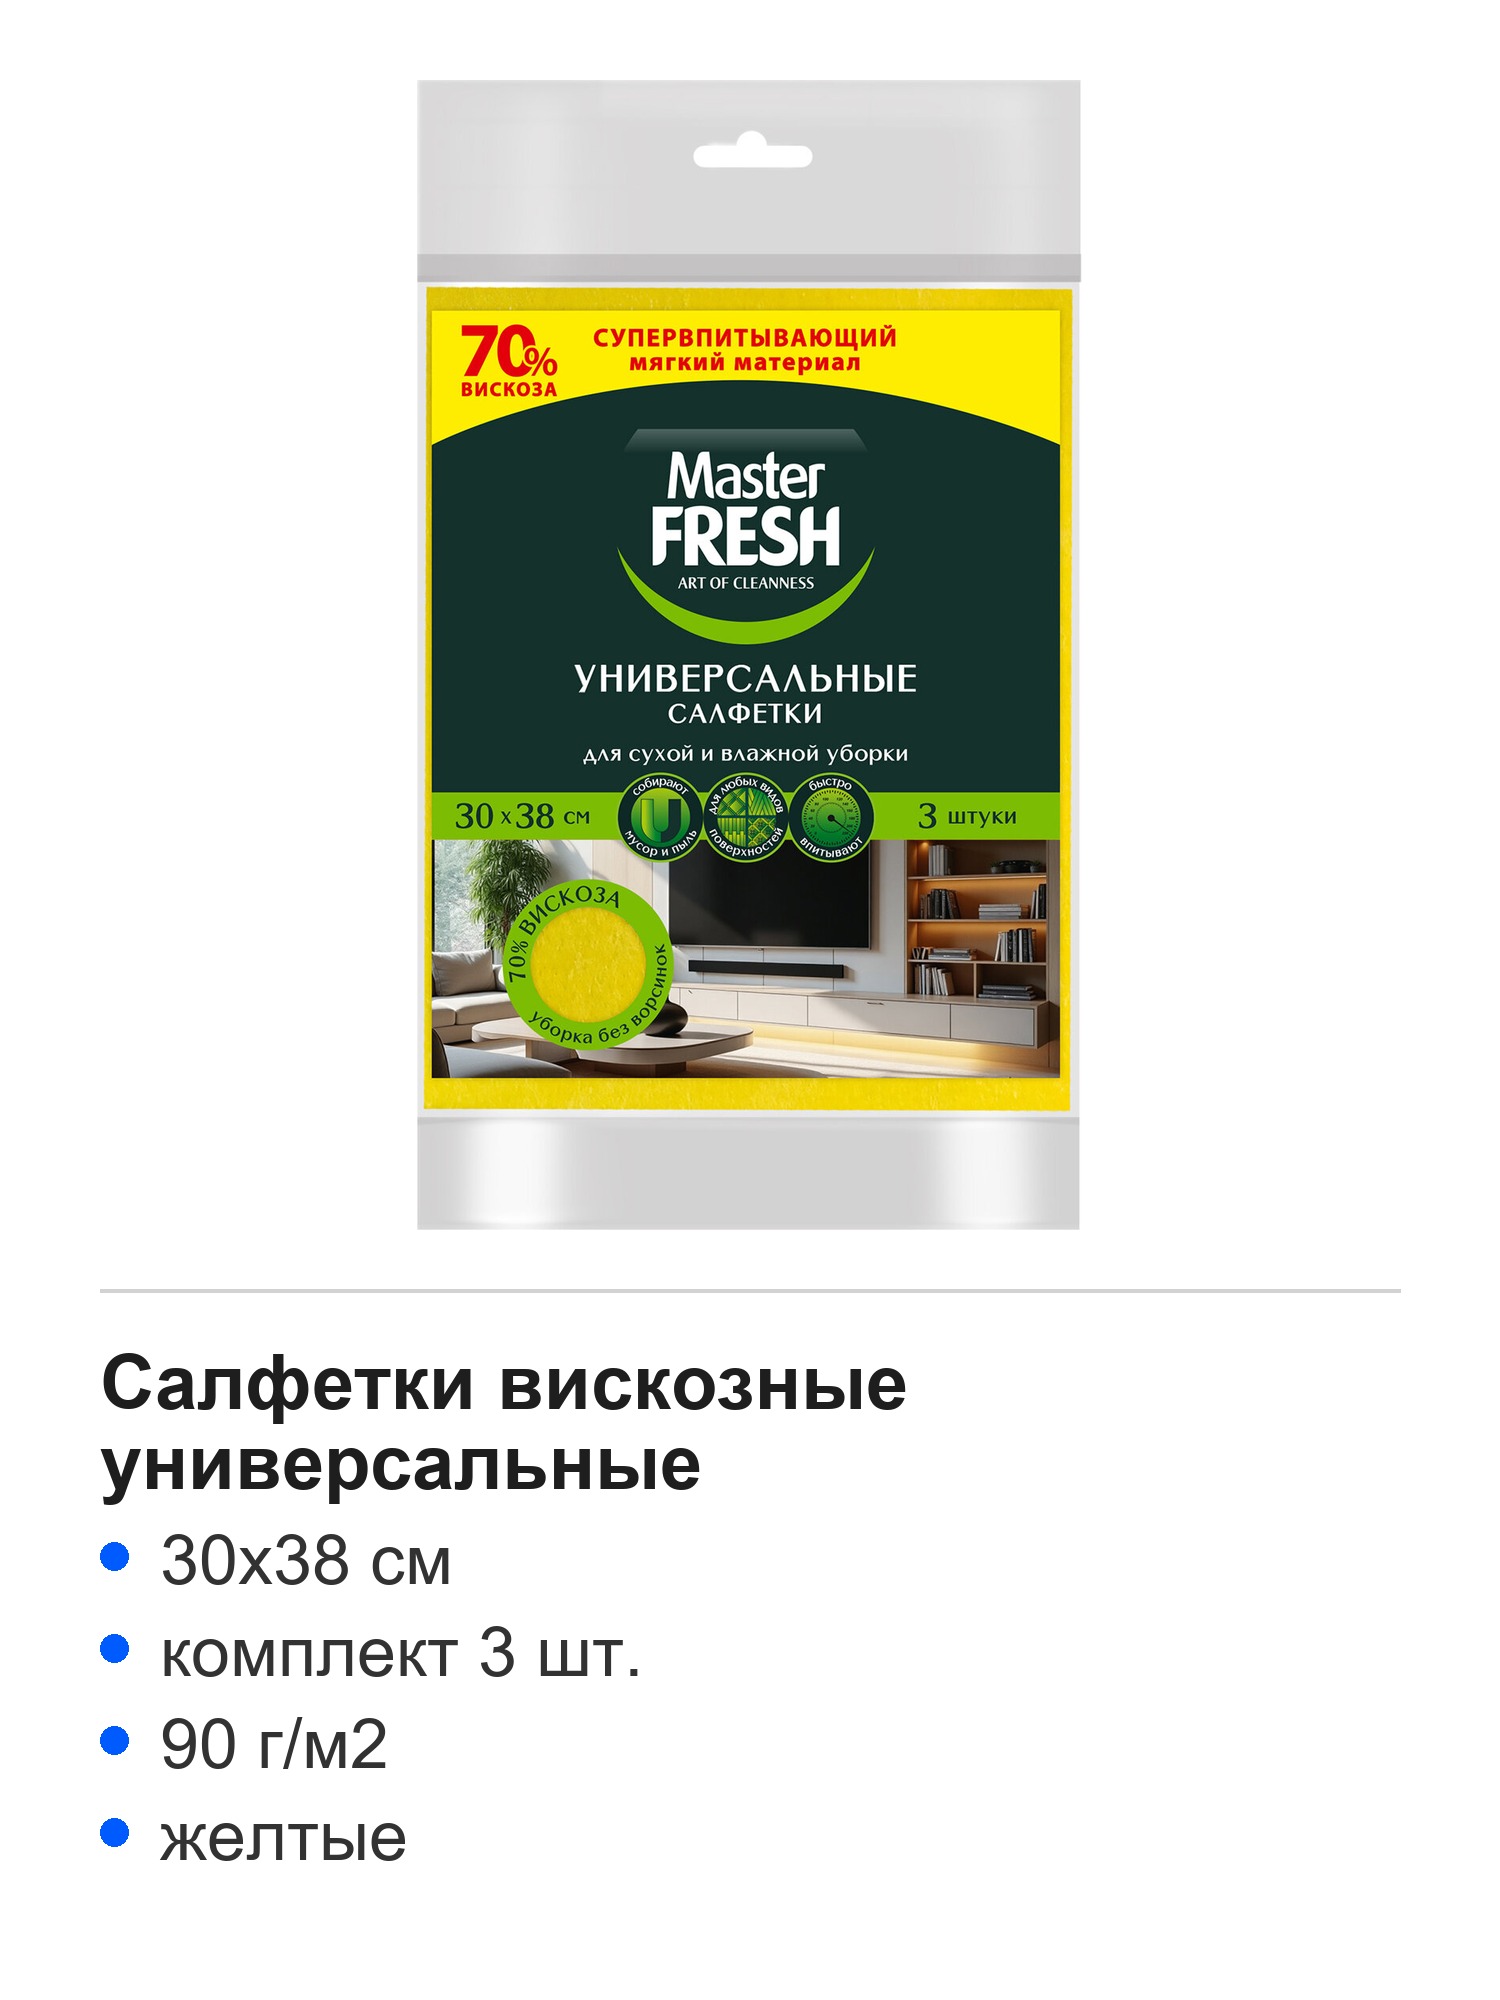 70%
ВИСКОЗА
СУПЕРВПИТЫВАЮЩИЙ
мягкий материал
Master
FRESH
ART OF CLEANNESS
УНИВЕРСАЛЬНЫЕ
САЛФЕТКИ
для сухой и влажной уборки
30 х 38 см
собирают
мусор и пыль
для любых видов
поверхностей
быстро
впитывают
3 штуки
70% ВИСКОЗА
уборка без ворсинок
Салфетки вискозные
универсальные
30х38 см
комплект 3 шт.
90 г/м2
желтые